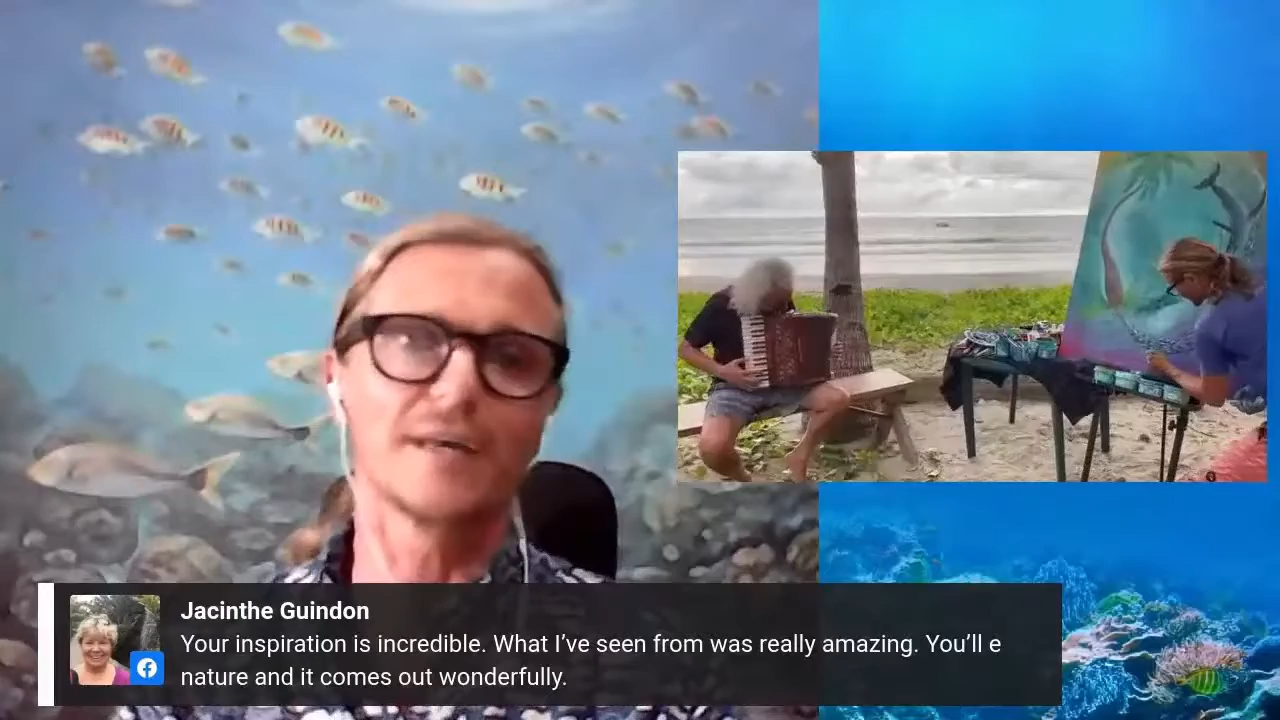 Jacinthe Guindon
Your inspiration is incredible. What I’ve seen from was really amazing. You’ll e
nature and it comes out wonderfully.